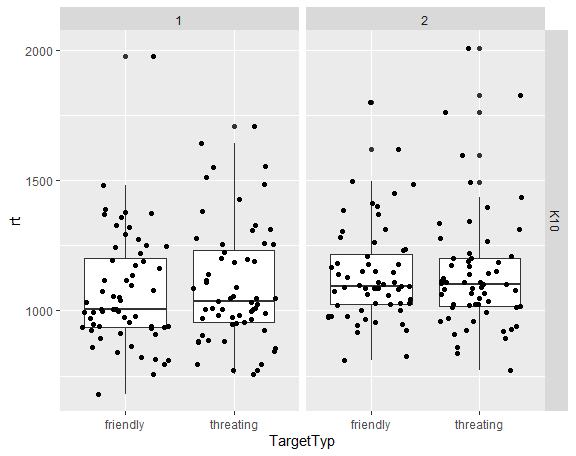 1
2
2000
1500
1000
rt
K10
friendly
threating
friendly
threating
TargetTyp